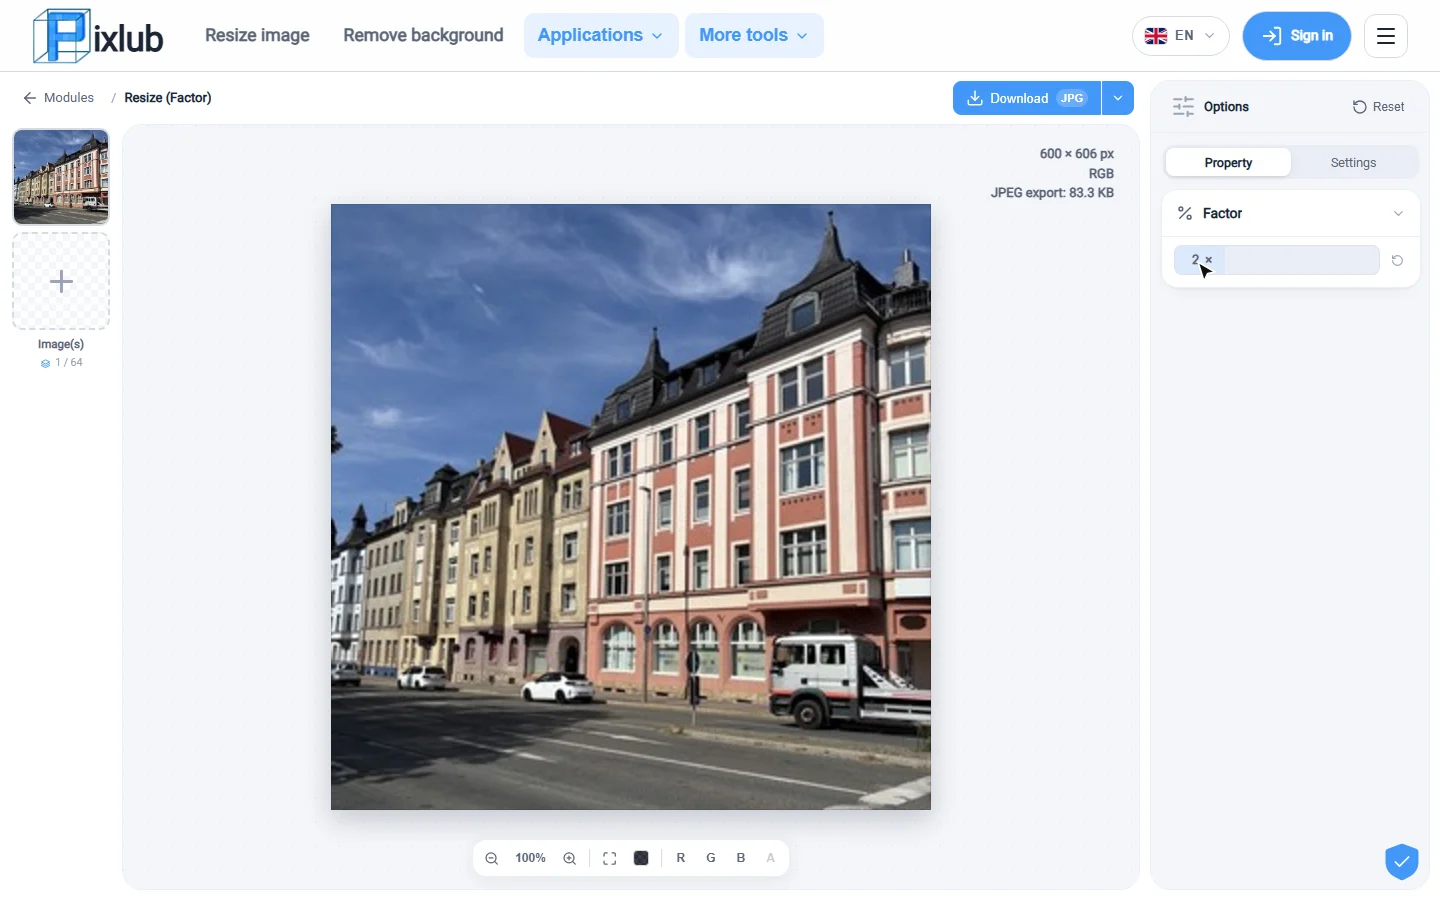 Pixlub
Resize image
Remove background
Applications
More tools
EN
Sign in
Modules / Resize (Factor)
Download JPG
Options
Reset
Property
Settings
600 × 606 px
RGB
JPEG export: 83.3 KB
Factor
2 ×
Image(s)
1 / 64
100%
R G B A